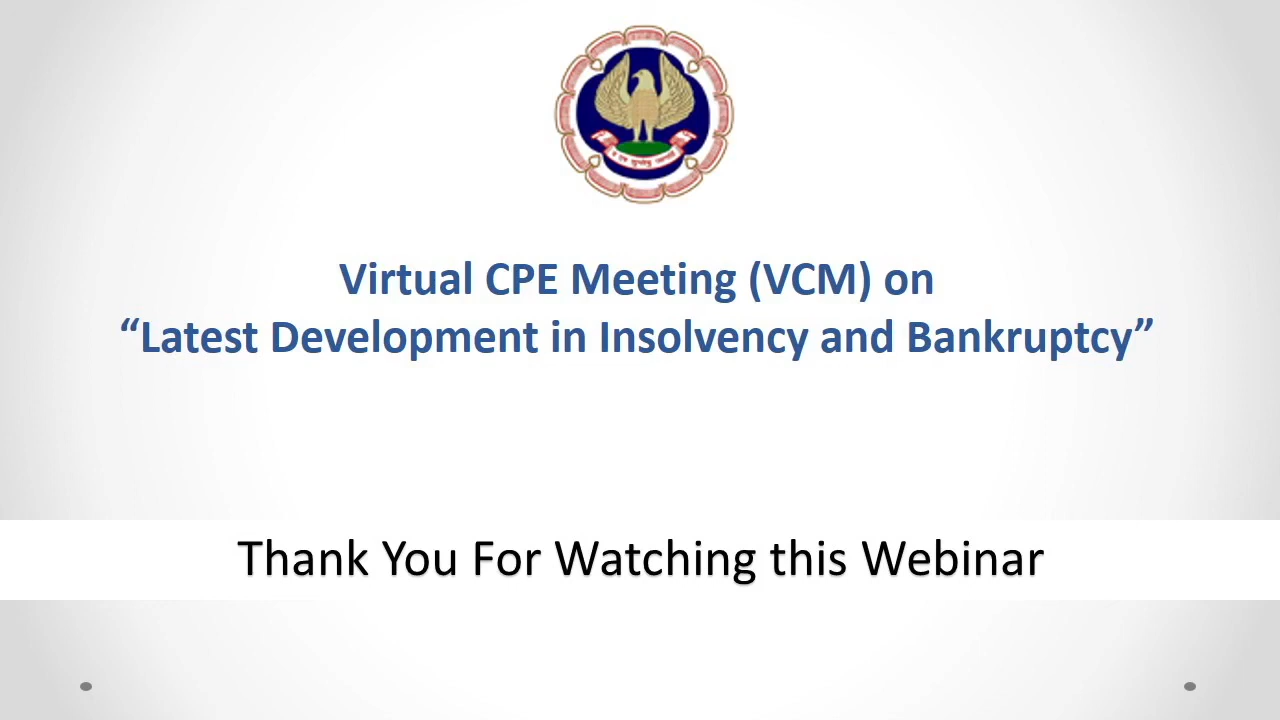 Virtual CPE Meeting (VCM) on
“Latest Development in Insolvency and Bankruptcy”
Thank You For Watching this Webinar